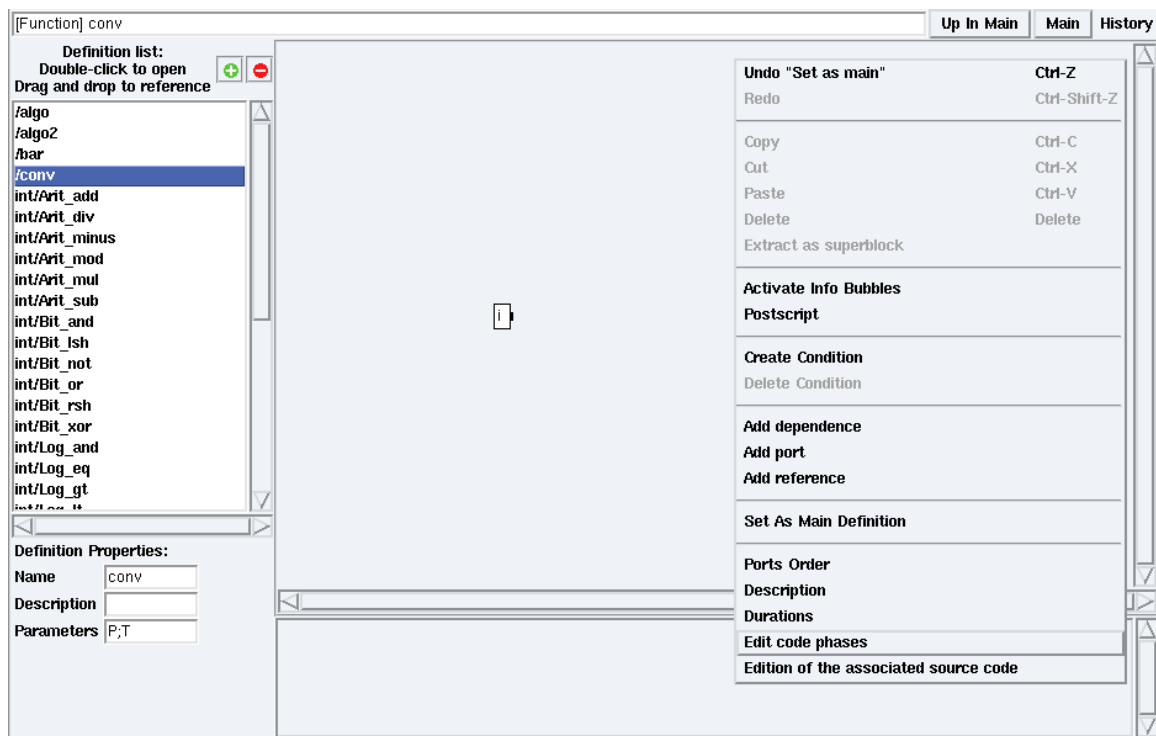 [Function] conv
Up In Main
Main
History
Definition list:
Double-click to open
Drag and drop to reference
/algo
/algo2
/bar
/conv
int/Arit_add
int/Arit_div
int/Arit_minus
int/Arit_mod
int/Arit_mul
int/Arit_sub
int/Bit_and
int/Bit_lsh
int/Bit_not
int/Bit_or
int/Bit_rsh
int/Bit_xor
int/Log_and
int/Log_eq
int/Log_gt
int/Log_lt
Definition Properties:
Name conv
Description
Parameters P;T
i
Undo "Set as main" Ctrl-Z
Redo Ctrl-Shift-Z
Copy Ctrl-C
Cut Ctrl-X
Paste Ctrl-V
Delete Delete
Extract as superblock
Activate Info Bubbles
Postscript
Create Condition
Delete Condition
Add dependence
Add port
Add reference
Set As Main Definition
Ports Order
Description
Durations
Edit code phases
Edition of the associated source code